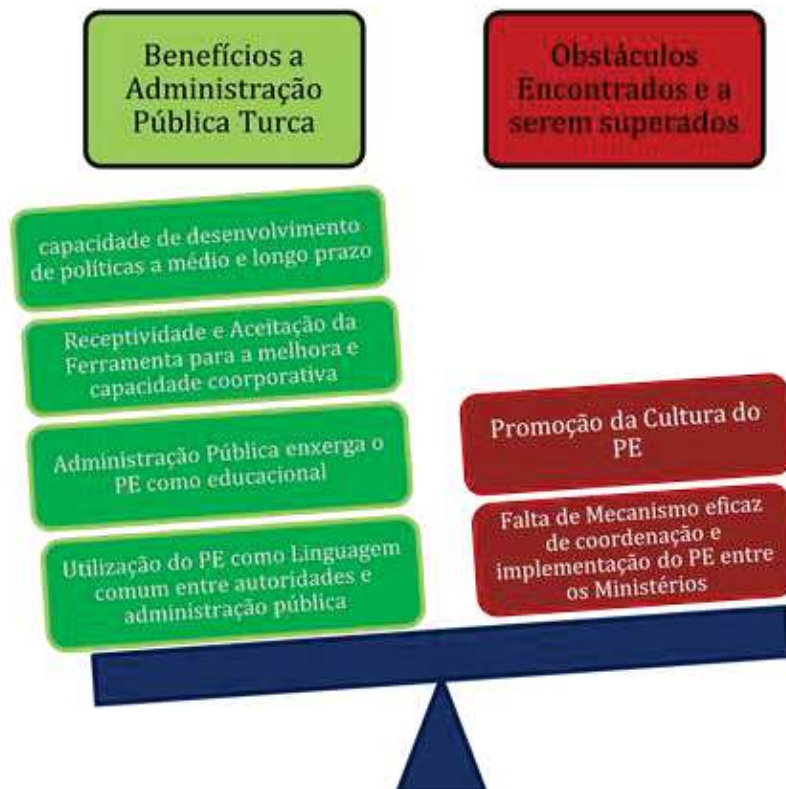 Benefícios a
Administração
Pública Turca
Obstáculos
Encontrados e a
serem superados
capacidade de desenvolvimento
de políticas a médio e longo prazo
Receptividade e Aceitação da
Ferramenta para a melhora e
capacidade coorporativa
Administração Pública enxerga o
PE como educacional
Utilização do PE como Linguagem
comum entre autoridades e
administração pública
Promoção da Cultura do
PE
Falta de Mecanismo eficaz
de coordenação e
implementação do PE entre
os Ministérios